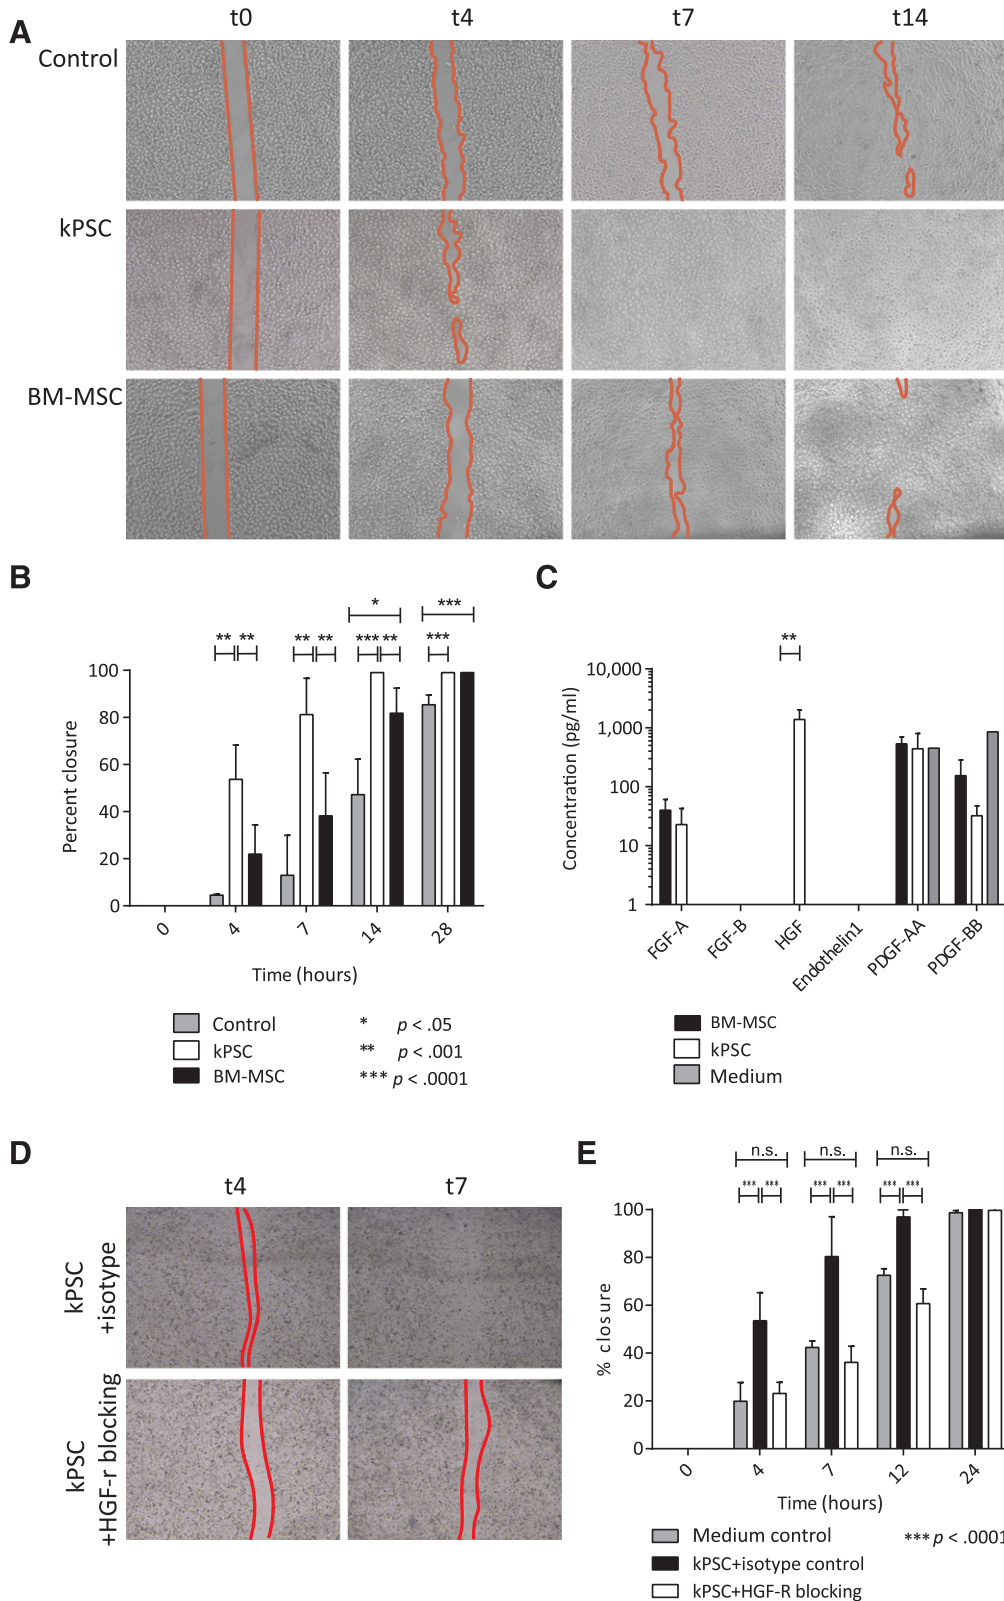 A
t0 t4 t7 t14
Control
kPSC
BM-MSC
B
* ***
** ** ** ** *** ** ***
Percent closure
100
80
60
40
20
0
0 4 7 14 28
Time (hours)
Control
kPSC
BM-MSC
* p < .05
** p < .001
*** p < .0001
C
**
Concentration (pg/ml)
10,000
1,000
100
10
1
FGF-A FGF-B HGF Endothelin1 PDGF-AA PDGF-BB
BM-MSC
kPSC
Medium
D
t4 t7
kPSC
+isotype
kPSC
+HGF-r blocking
E
n.s. n.s. n.s.
*** *** *** *** *** ***
% closure
100
80
60
40
20
0
0 4 7 12 24
Time (hours)
Medium control
kPSC+isotype control
kPSC+HGF-R blocking
*** p < .0001